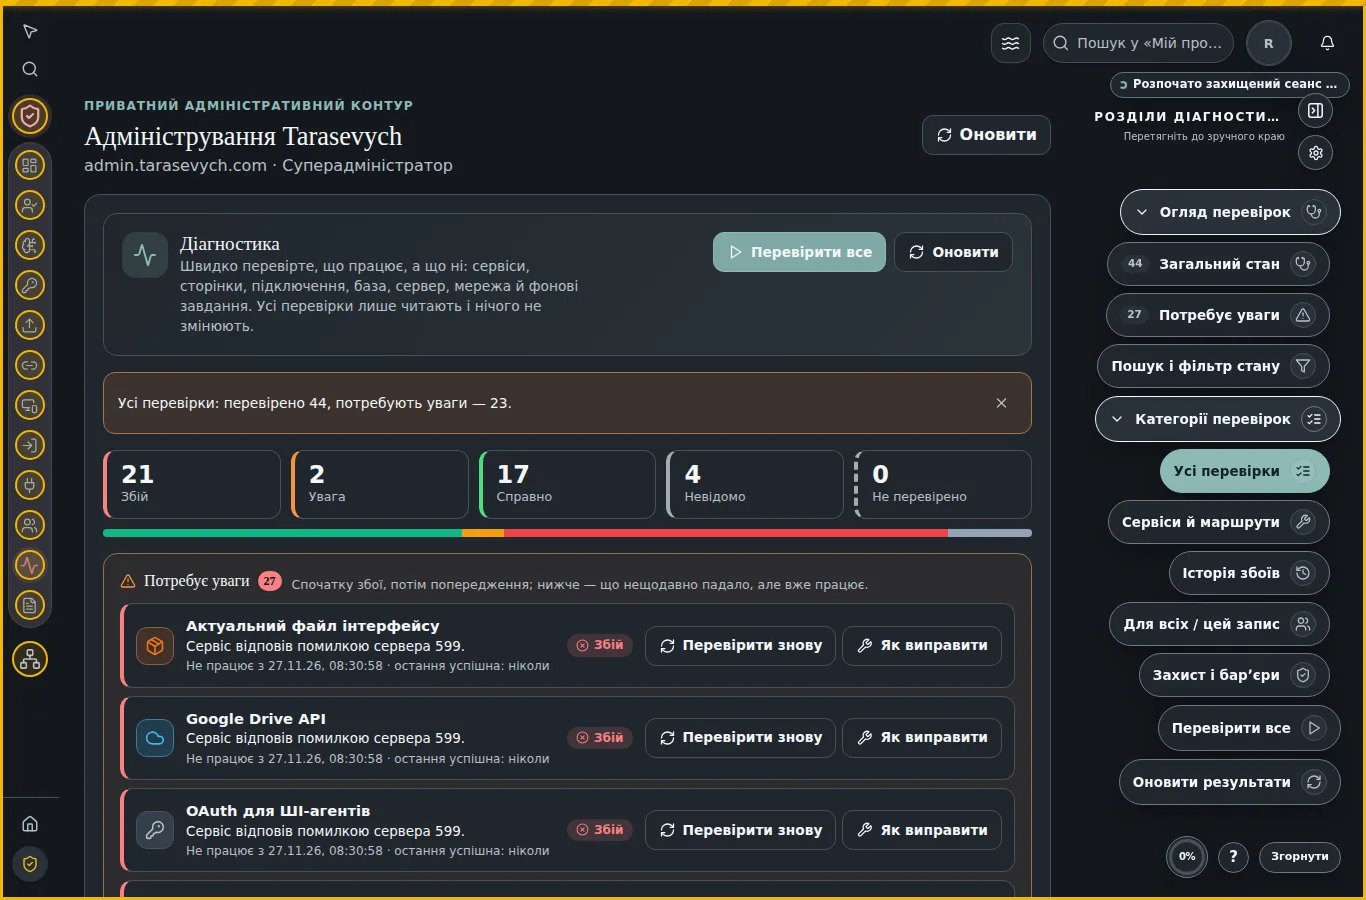 Пошук у «Мій про...
R
Розпочато захищений сеанс ...
ПРИВАТНИЙ АДМІНІСТРАТИВНИЙ КОНТУР
Адміністрування Tarasevych
admin.tarasevych.com · Суперадміністратор
Оновити
РОЗДІЛИ ДІАГНОСТИ...
Перетягніть до зручного краю
Діагностика
Швидко перевірте, що працює, а що ні: сервіси,
сторінки, підключення, база, сервер, мережа й фонові
завдання. Усі перевірки лише читають і нічого не
змінюють.
Перевірити все
Оновити
Усі перевірки: перевірено 44, потребують уваги — 23.
21
Збій
2
Увага
17
Справно
4
Невідомо
0
Не перевірено
Потребує уваги 27 Спочатку збої, потім попередження; нижче — що нещодавно падало, але вже працює.
Актуальний файл інтерфейсу
Сервіс відповів помилкою сервера 599.
Не працює з 27.11.26, 08:30:58 · остання успішна: ніколи
Збій
Перевірити знову
Як виправити
Google Drive API
Сервіс відповів помилкою сервера 599.
Не працює з 27.11.26, 08:30:58 · остання успішна: ніколи
Збій
Перевірити знову
Як виправити
OAuth для ШІ-агентів
Сервіс відповів помилкою сервера 599.
Не працює з 27.11.26, 08:30:58 · остання успішна: ніколи
Збій
Перевірити знову
Як виправити
Огляд перевірок
44 Загальний стан
27 Потребує уваги
Пошук і фільтр стану
Категорії перевірок
Усі перевірки
Сервіси й маршрути
Історія збоїв
Для всіх / цей запис
Захист і бар’єри
Перевірити все
Оновити результати
0%
?
Згорнути